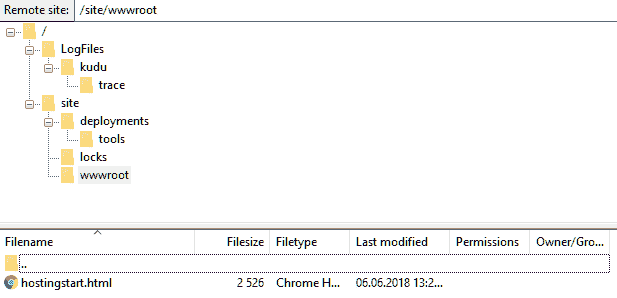 Remote site: /site/wwwroot
/
LogFiles
kudu
trace
site
deployments
tools
locks
wwwroot
Filename Filesize Filetype Last modified Permissions Owner/Gro...
..
hostingstart.html 2 526 Chrome H... 06.06.2018 13:2...